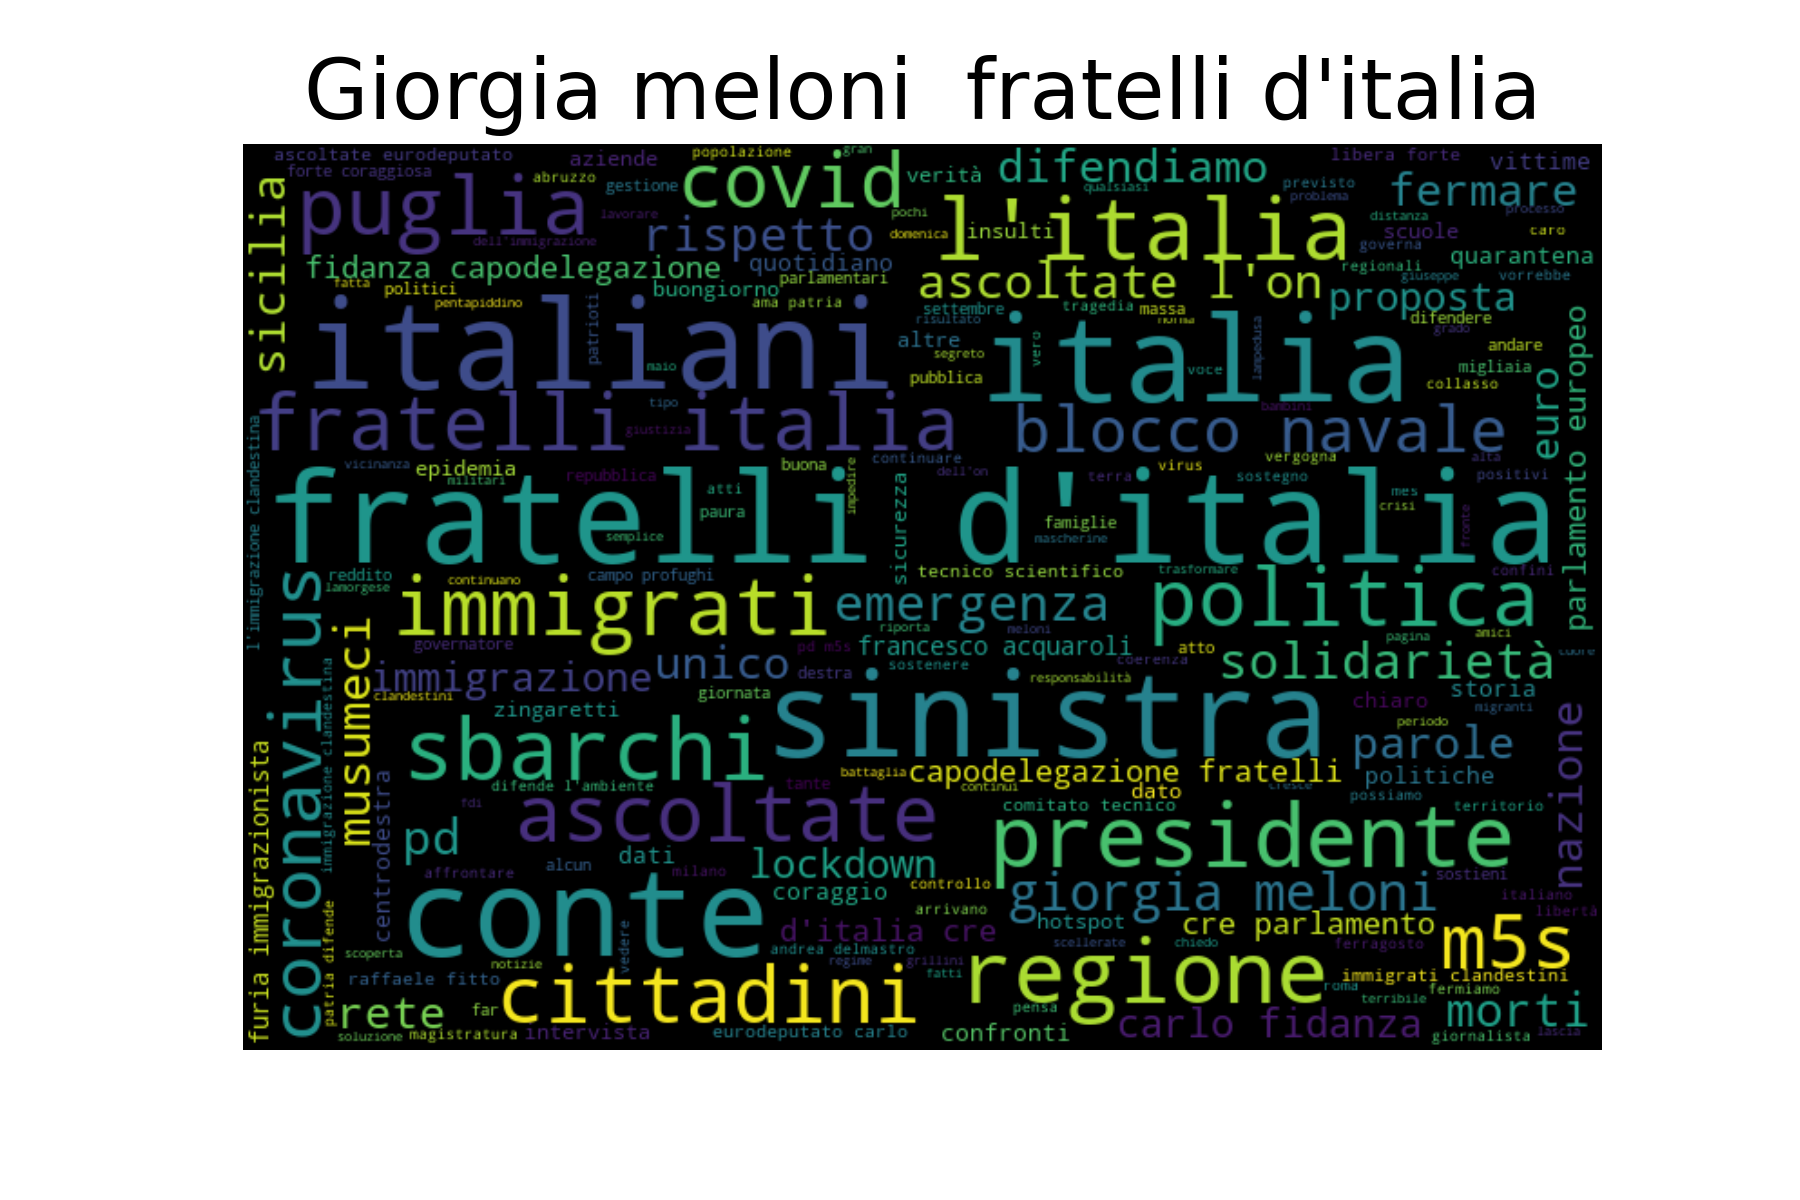 Giorgia meloni  fratelli d'italia
ascoltate eurodeputato
aziende
popolazione
gran
libera forte
vittime
forte coraggiosa
abruzzo
gestione
covid
verità
difendiamo
qualsiasi
previsto
problema
fermare
sicilia
puglia
lavorare
pochi
l'italia
distanza
processo
dell'immigrazione
rispetto
domenica
insulti
scuole
caro
governa
fidanza capodelegazione
quotidiano
parlamentari
ascoltate l'on
regionali
giuseppe
quarantena
vorrebbe
fatta
politici
buongiorno
pentapiddino
ama patria
settembre
tragedia
massa
proposta
italiani
patrioti
risultato
norma
difendere
grado
altre
segreto
vero
italia
lampedusa
andare
maio
pubblica
voce
migliaia
collasso
euro
parlamento europeo
fratelli italia
tipo
giustizia
blocco navale
bambini
l'immigrazione clandestina
vicinanza
epidemia
militari
repubblica
buona
impedire
continuare
dell'on
terra
virus
vergogna
sostegno
alta
positivi
fratelli d'italia
atti
paura
semplice
sicurezza
famiglie
mascherine
mes
crisi
fronte
reddito
lamorgese
continuano
campo profughi
tecnico scientifico
trasformare
confini
coronavirus
immigrati
emergenza
politica
musumeci
governatore
riporta
meloni
pd m5s
francesco acquaroli
atto
pagina
amici
cuore
immigrazione
unico
destra
sostenere
coerenza
solidarietà
clandestini
giornata
responsabilità
chiaro
storia
migranti
immigrazione clandestina
zingaretti
sinistra
periodo
nazione
sbarchi
parole
furia immigrazionista
centrodestra
difende l'ambiente
battaglia
capodelegazione fratelli
politiche
tante
continui
cresce
dato
possiamo
fdi
ascoltate
comitato tecnico
territorio
pd
presidente
affrontare
alcun
dati
milano
lockdown
conte
coraggio
controllo
giorgia meloni
sostieni
italiano
arrivano
libertà
patria difende
vedere
d'italia cre
hotspot
cre parlamento
m5s
scoperta
andrea delmastro
scellerate
chiedo
ferragosto
notizie
regime
grillini
fatti
regione
immigrati clandestini
raffaele fitto
roma
fermiamo
terribile
rete
far
cittadini
pensa
carlo fidanza
morti
soluzione
magistratura
intervista
eurodeputato carlo
confronti
giornalista
lascia